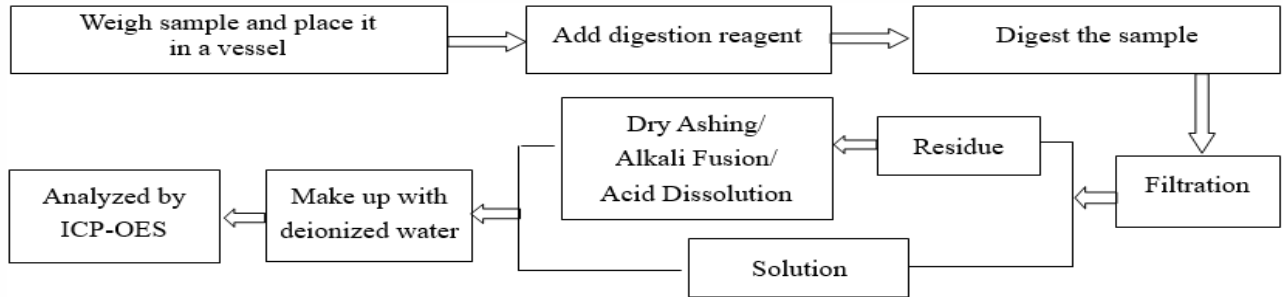 Weigh sample and place it
in a vessel
Add digestion reagent
Digest the sample
Filtration
Residue
Dry Ashing/
Alkali Fusion/
Acid Dissolution
Solution
Make up with
deionized water
Analyzed by
ICP-OES